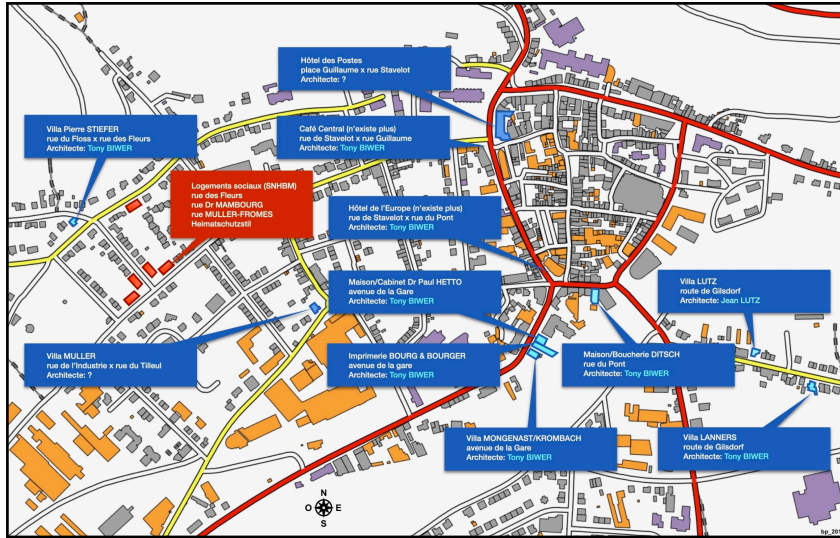 Hôtel des Postes
place Guillaume x rue Stavelot
Architecte: ?
Villa Pierre STIEFER
rue du Floss x rue des Fleurs
Architecte: Tony BIWER
Café Central (n'existe plus)
rue de Stavelot x rue Guillaume
Architecte: Tony BIWER
Logements sociaux (SNHBM)
rue des Fleurs
rue Dr MAMBOURG
rue MULLER-FROMES
Heimatschutzstil
Hôtel de l'Europe (n'existe plus)
rue de Stavelot x rue du Pont
Architecte: Tony BIWER
Maison/Cabinet Dr Paul HETTO
avenue de la Gare
Architecte: Tony BIWER
Villa LUTZ
route de Gilsdorf
Architecte: Jean LUTZ
Villa MULLER
rue de l'Industrie x rue du Tilleul
Architecte: ?
Imprimerie BOURG & BOURGER
avenue de la gare
Architecte: Tony BIWER
Maison/Boucherie DITSCH
rue du Pont
Architecte: Tony BIWER
Villa MONGENAST/KROMBACH
avenue de la Gare
Architecte: Tony BIWER
Villa LANNERS
route de Gilsdorf
Architecte: Tony BIWER
N
O E
S
bp_201